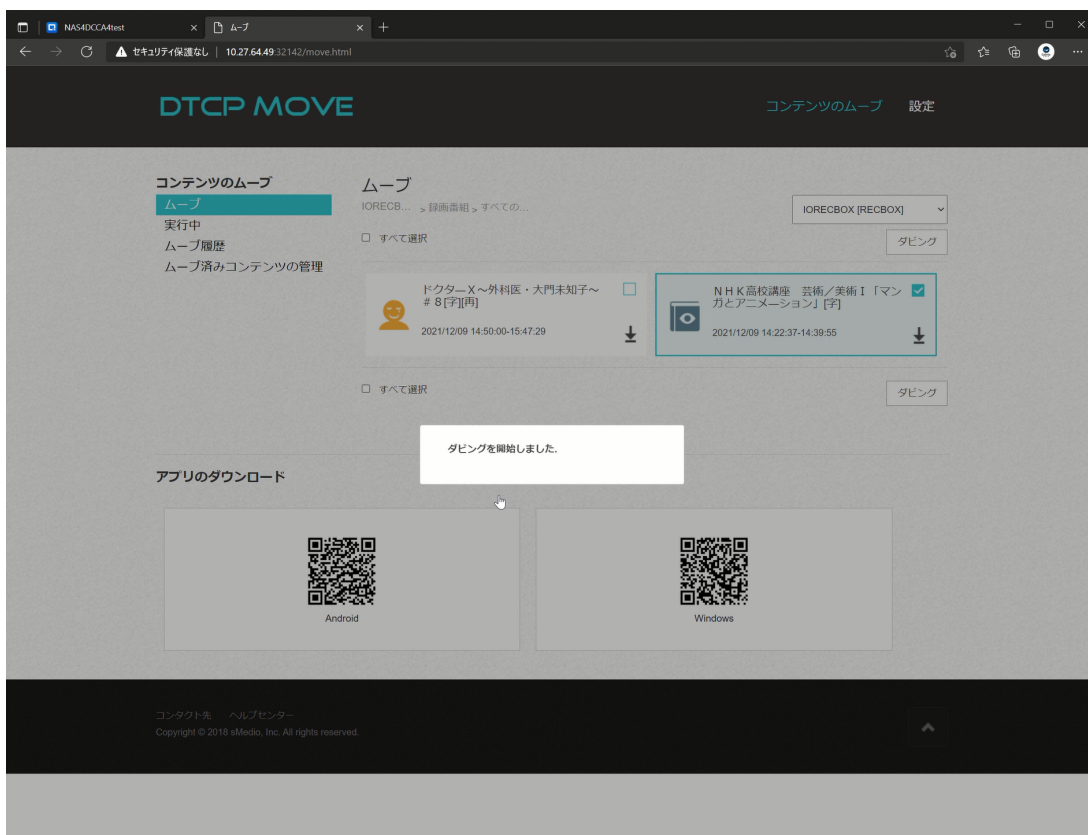 NAS4DCCA4test
ムーブ
セキュリティ保護なし | 10.27.64.49:32142/move.html
DTCP MOVE
コンテンツのムーブ
設定
コンテンツのムーブ
ムーブ
実行中
ムーブ履歴
ムーブ済みコンテンツの管理
ムーブ
IORECB... > 録画番組 > すべての...
IORECBOX [RECBOX]
すべて選択
ダビング
ドクターX～外科医・大門未知子～
＃８[字][再]
2021/12/09 14:50:00-15:47:29
ＮＨＫ高校講座　芸術／美術Ｉ「マン
ガとアニメーション」[字]
2021/12/09 14:22:37-14:39:55
すべて選択
ダビング
ダビングを開始しました.
アプリのダウンロード
Android
Windows
コンタクト先　ヘルプセンター
Copyright © 2018 sMedio, Inc. All rights reserved.